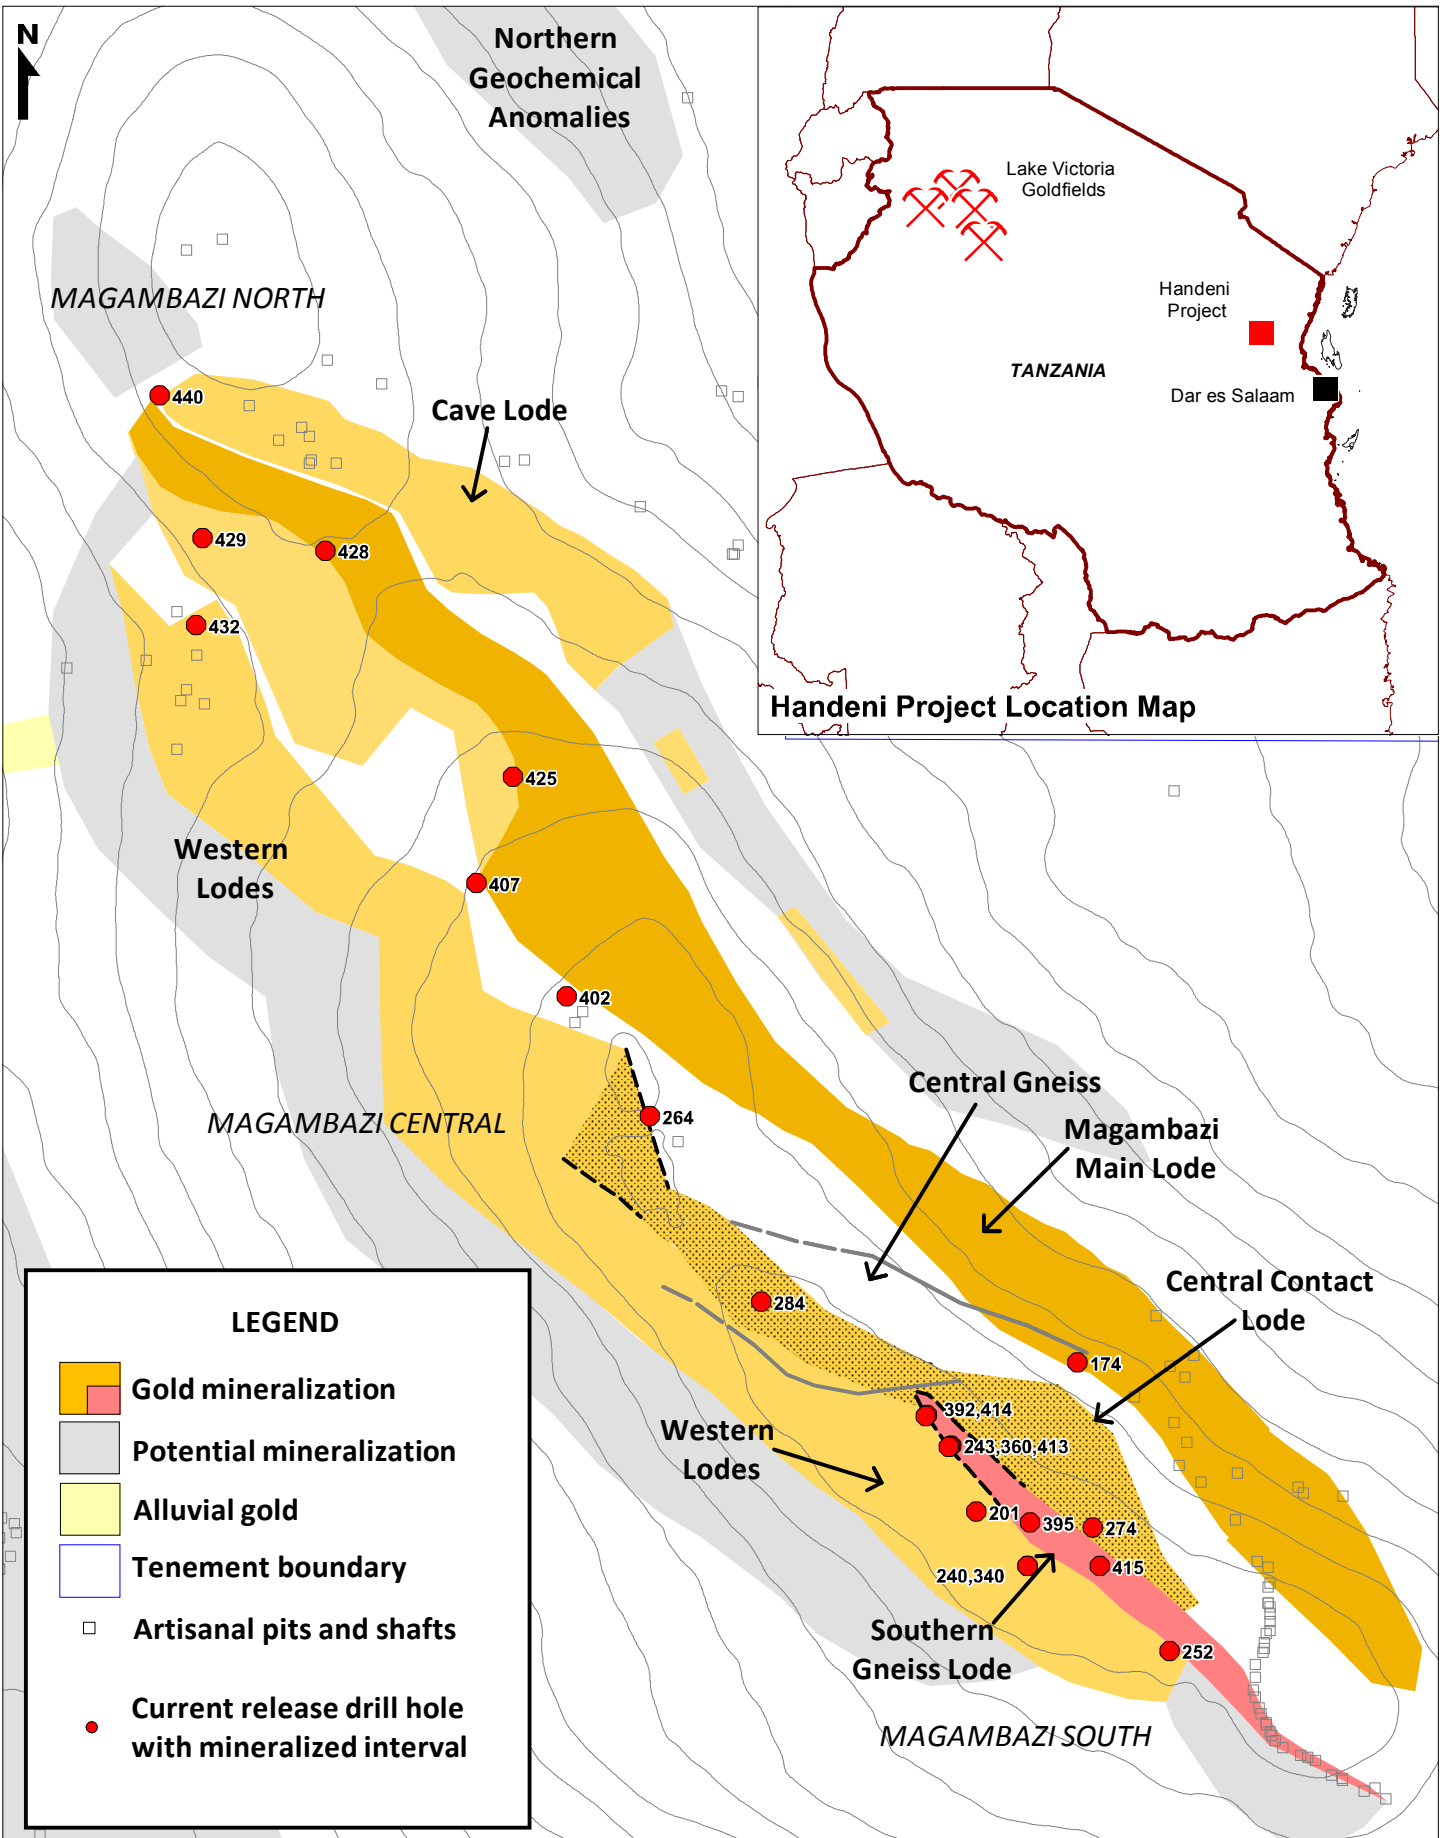 N
Northern
Geochemical
Anomalies
MAGAMBAZI NORTH
440
Cave Lode
429
428
432
425
Western
Lodes
407
402
MAGAMBAZI CENTRAL
264
Central Gneiss
Magambazi
Main Lode
284
Central Contact
Lode
174
392,414
243,360,413
Western
Lodes
201
395
274
240,340
415
Southern
Gneiss Lode
252
MAGAMBAZI SOUTH
Lake Victoria
Goldfields
Handeni
Project
TANZANIA
Dar es Salaam
Handeni Project Location Map
LEGEND
Gold mineralization
Potential mineralization
Alluvial gold
Tenement boundary
Artisanal pits and shafts
Current release drill hole
with mineralized interval